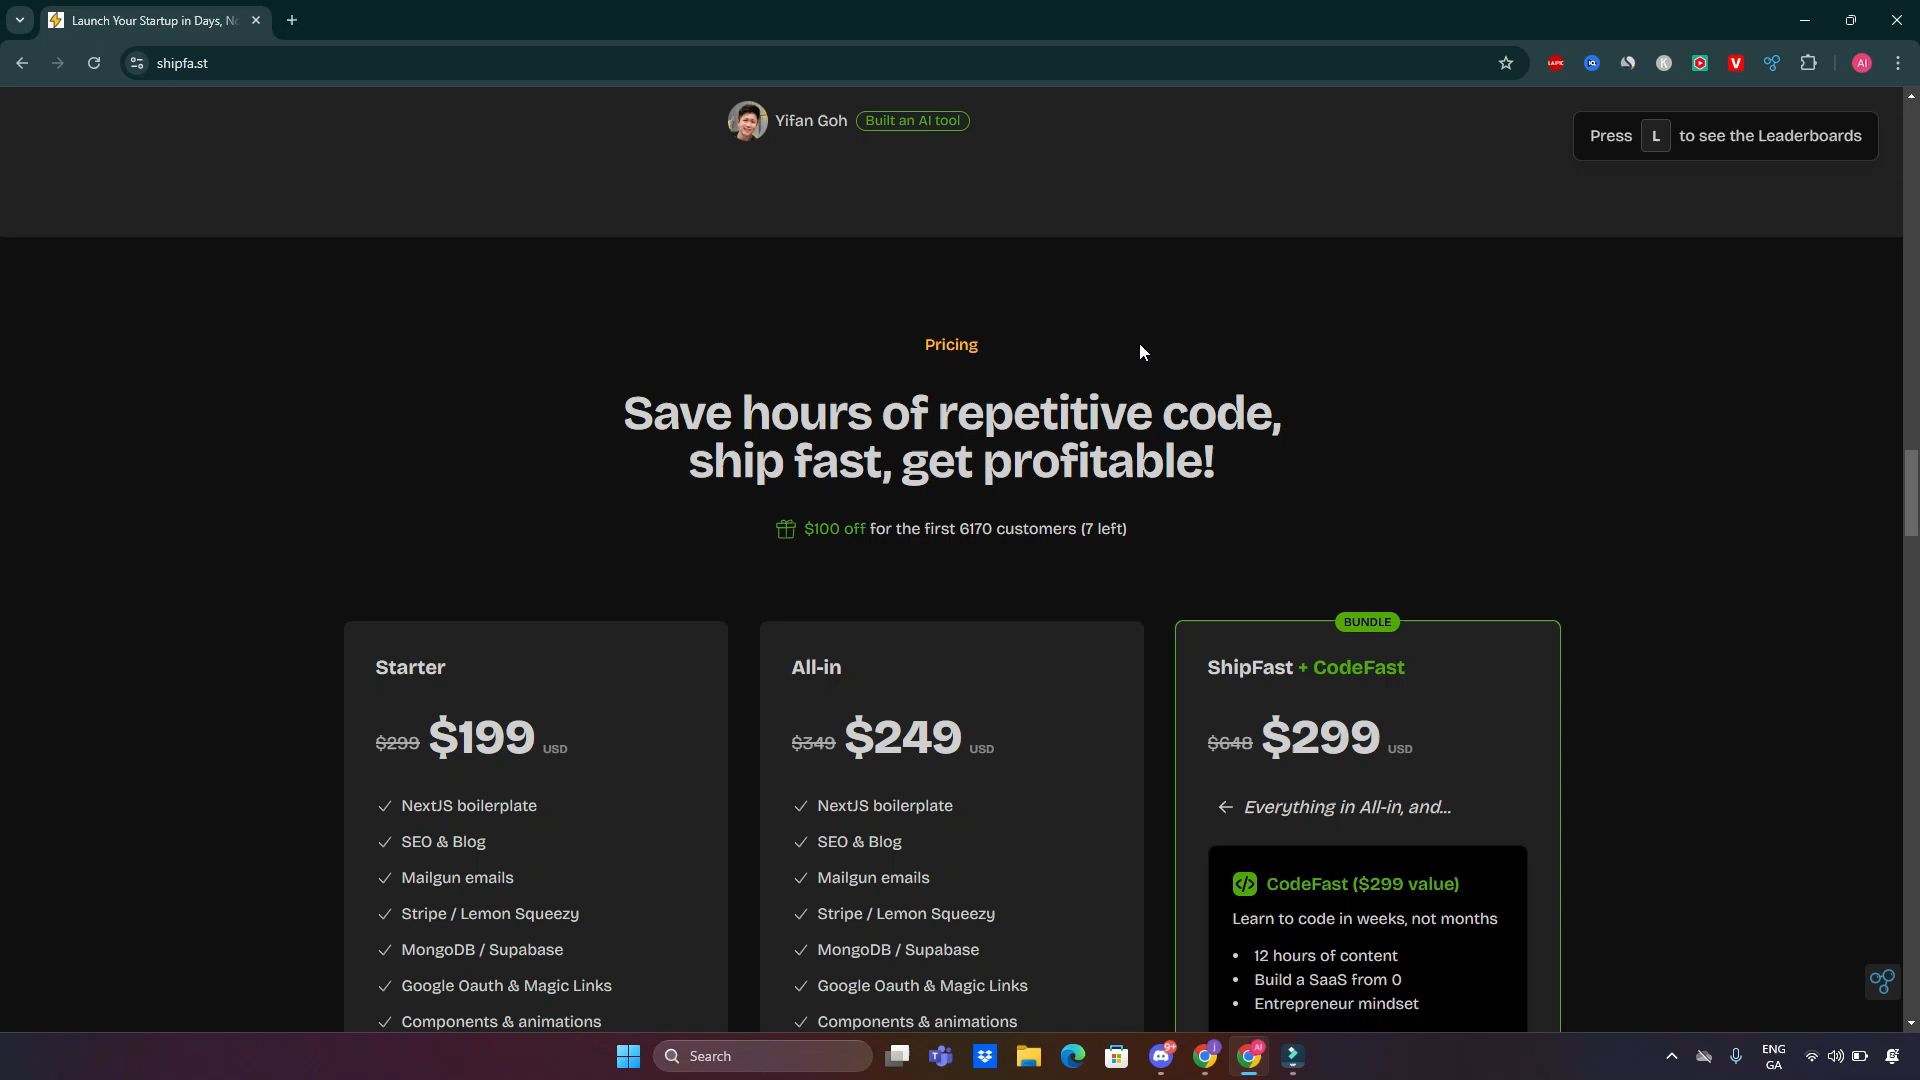 Launch Your Startup in Days, N
shipfa.st
Yifan Goh Built an AI tool
Press L to see the Leaderboards
Pricing
Save hours of repetitive code,
ship fast, get profitable!
$100 off for the first 6170 customers (7 left)
Starter
$299 $199 USD
NextJS boilerplate
SEO & Blog
Mailgun emails
Stripe / Lemon Squeezy
MongoDB / Supabase
Google Oauth & Magic Links
Components & animations
All-in
$349 $249 USD
NextJS boilerplate
SEO & Blog
Mailgun emails
Stripe / Lemon Squeezy
MongoDB / Supabase
Google Oauth & Magic Links
Components & animations
BUNDLE
ShipFast + CodeFast
$648 $299 USD
← Everything in All-in, and...
</> CodeFast ($299 value)
Learn to code in weeks, not months
• 12 hours of content
• Build a SaaS from 0
• Entrepreneur mindset
Search
9+
AI
ENG
GA